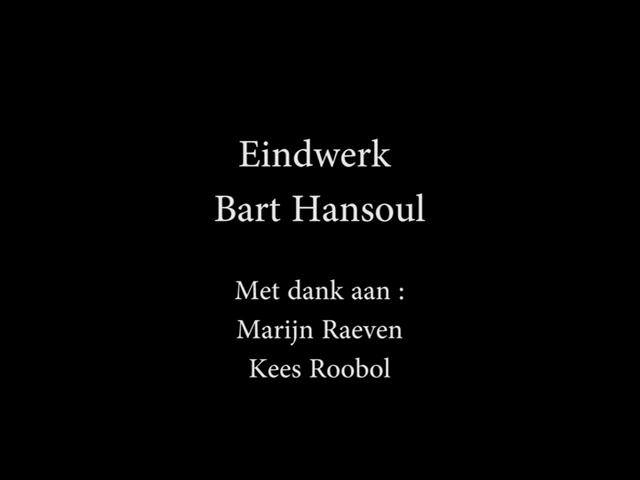 Eindwerk
Bart Hansoul
Met dank aan :
Marijn Raeven
Kees Roobol